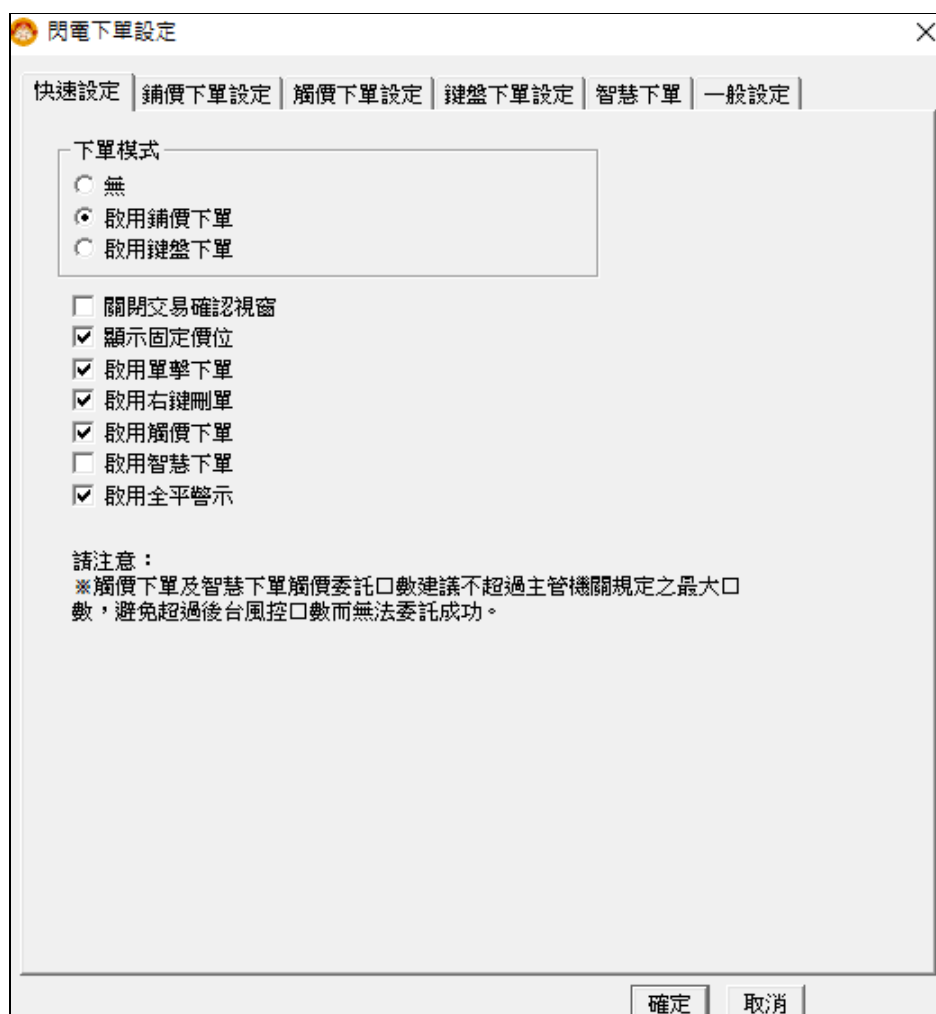 閃電下單設定
快速設定 鋪價下單設定 觸價下單設定 鍵盤下單設定 智慧下單 一般設定
下單模式
無
啟用鋪價下單
啟用鍵盤下單
關閉交易確認視窗
顯示固定價位
啟用單擊下單
啟用右鍵刪單
啟用觸價下單
啟用智慧下單
啟用全平警示
請注意：
※觸價下單及智慧下單觸價委託口數建議不超過主管機關規定之最大口
數，避免超過後台風控口數而無法委託成功。
確定 取消